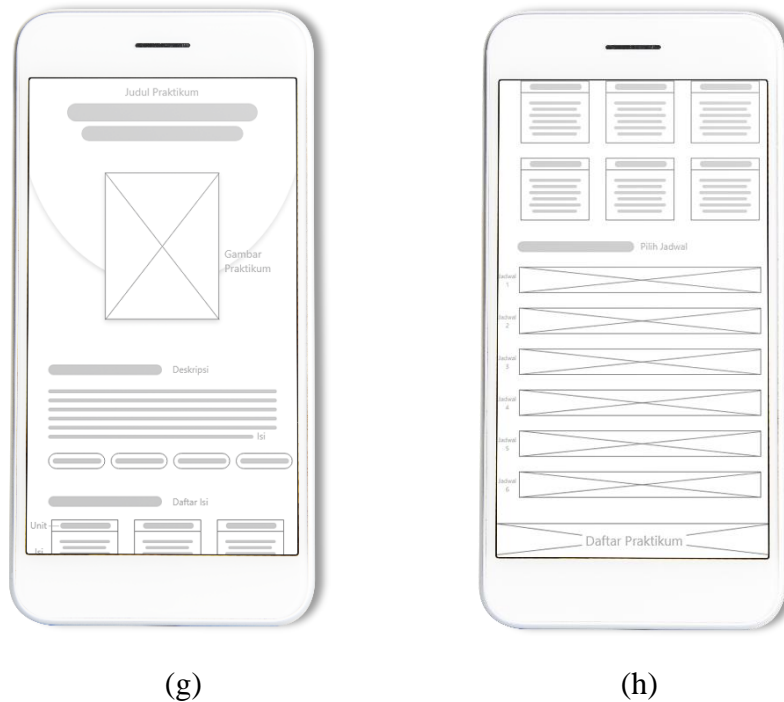 Judul Praktikum
Gambar
Praktikum
Deskripsi
Isi
Daftar Isi
Unit
Isi
Pilih Jadwal
Jadwal
1
Jadwal
2
Jadwal
3
Jadwal
4
Jadwal
5
Jadwal
6
Daftar Praktikum
(g)
(h)